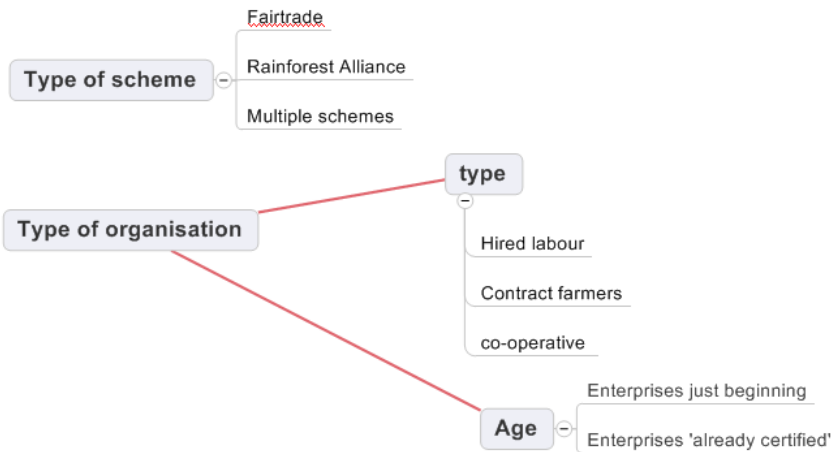 Type of scheme
Fairtrade
Rainforest Alliance
Multiple schemes
Type of organisation
type
Hired labour
Contract farmers
co-operative
Age
Enterprises just beginning
Enterprises 'already certified'